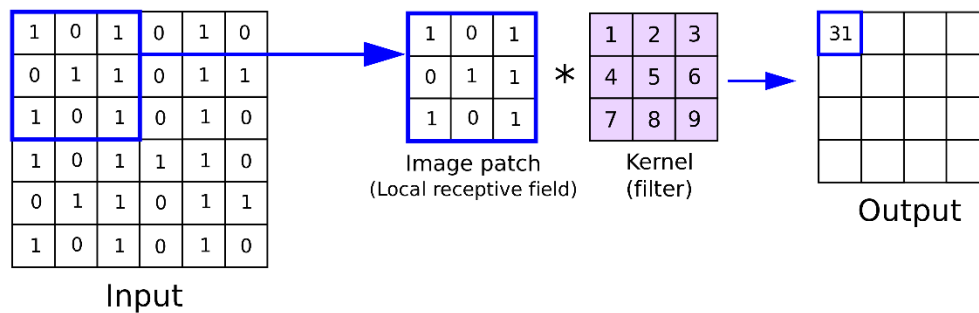 1 0 1 0 1 0
0 1 1 0 1 1
1 0 1 0 1 0
1 0 1 1 1 0
0 1 1 0 1 1
1 0 1 0 1 0
Input
1 0 1
0 1 1
1 0 1
Image patch
(Local receptive field)
*
1 2 3
4 5 6
7 8 9
Kernel
(filter)
31
Output